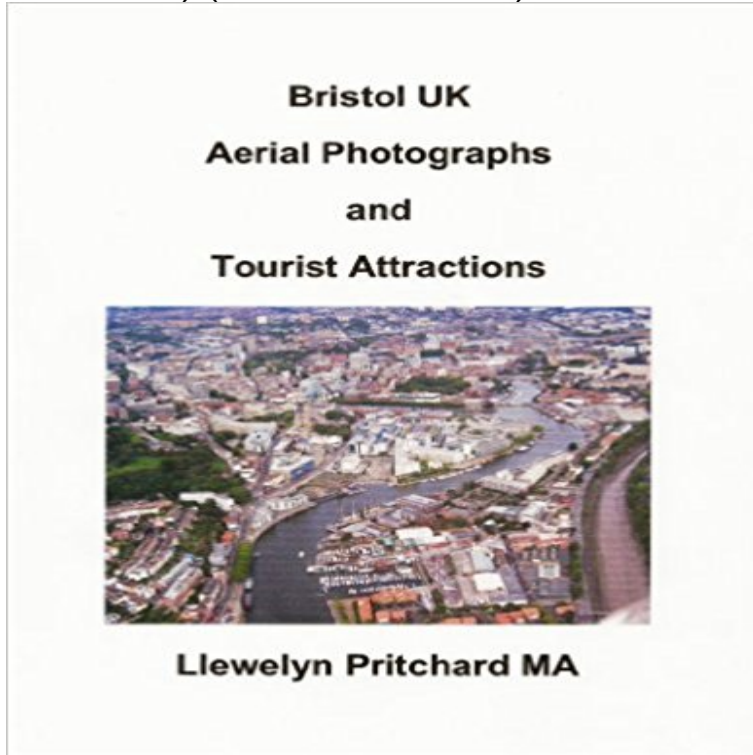 Bristol UK
Aerial Photographs
and
Tourist Attractions
Llewelyn Pritchard MA